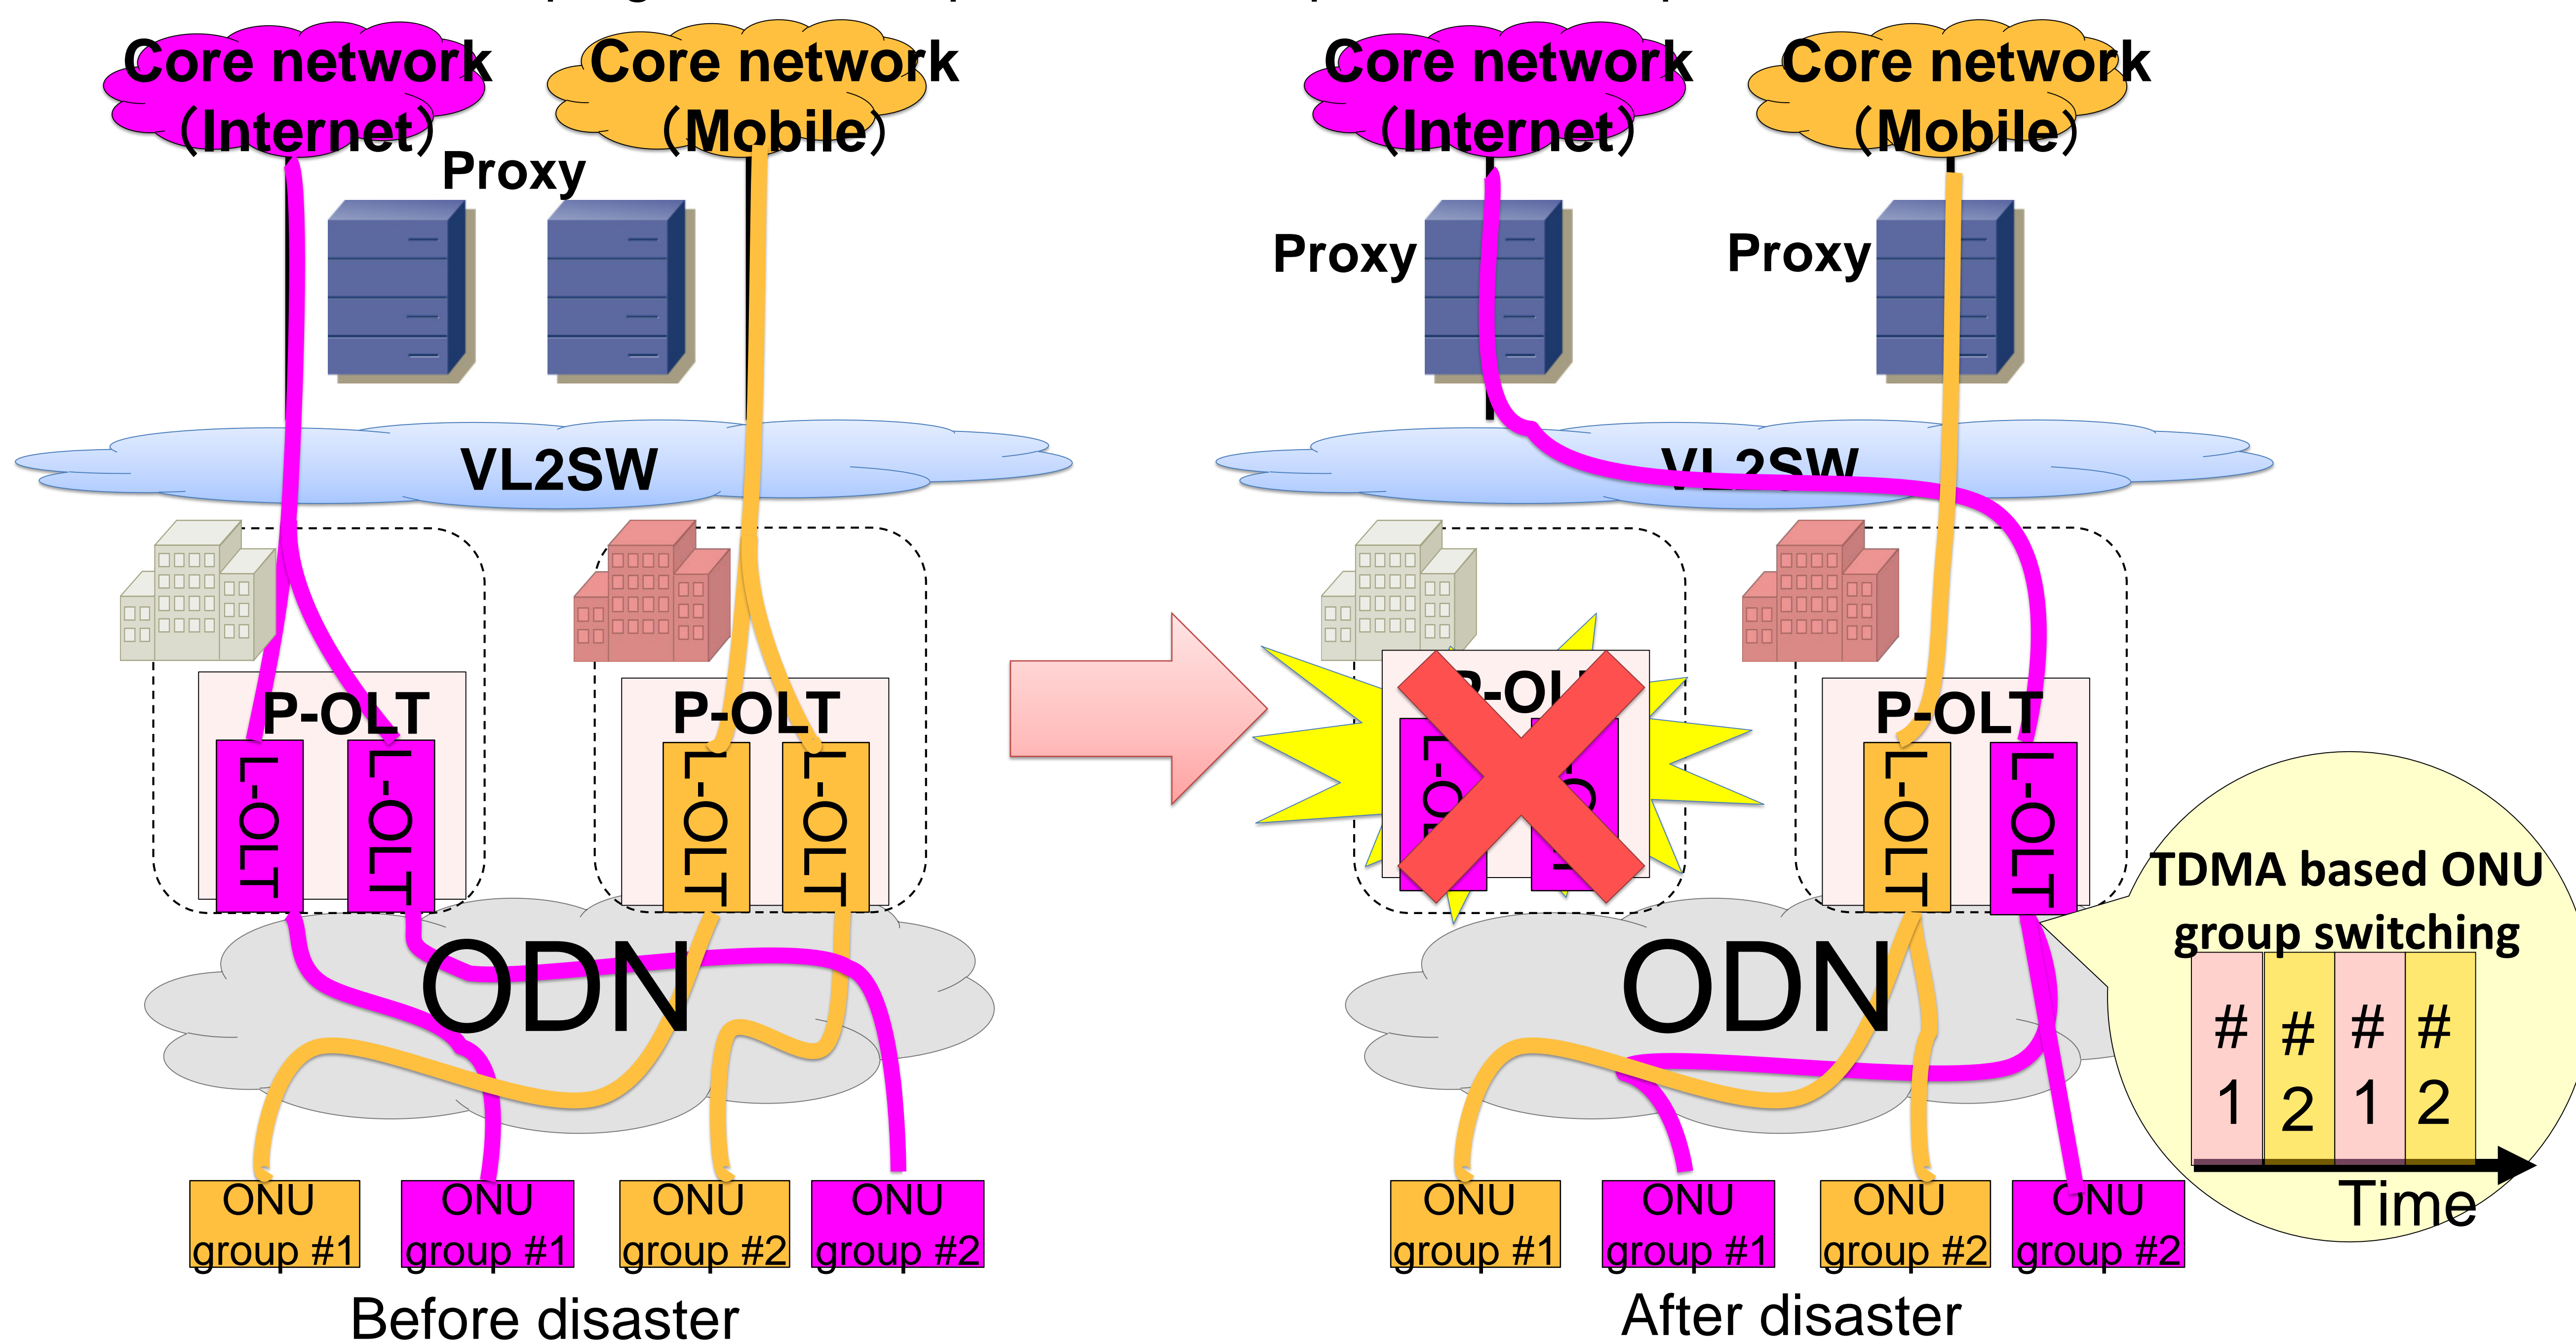 Core network
（Internet）
Core network
（Mobile）
Proxy
VL2SW
P-OLT
L-OLT
L-OLT
P-OLT
L-OLT
L-OLT
ODN
ONU
group #1
ONU
group #1
ONU
group #2
ONU
group #2
Before disaster
Core network
（Internet）
Core network
（Mobile）
Proxy
Proxy
VL2SW
P-OLT
L-OLT
L-OLT
ODN
ONU
group #1
ONU
group #1
ONU
group #2
ONU
group #2
After disaster
TDMA based ONU
group switching
# 1
# 2
# 1
# 2
Time